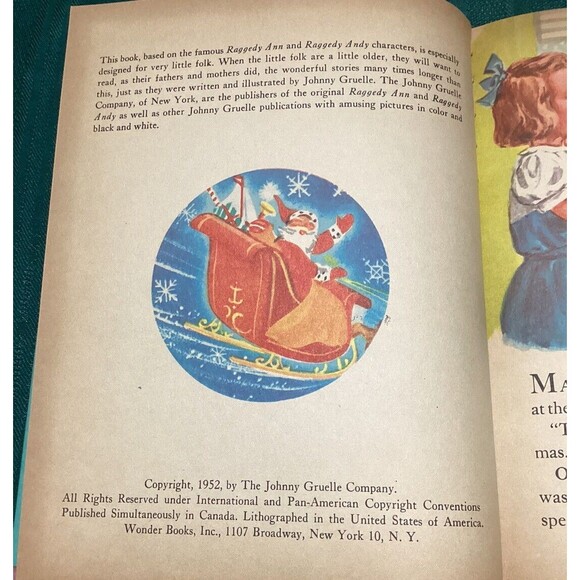 This book, based on the famous Raggedy Ann and Raggedy Andy characters, is especially
designed for very little folk. When the little folk are a little older, they will want to
read, as their fathers and mothers did, the wonderful stories many times longer than
this, just as they were written and illustrated by Johnny Gruelle. The Johnny Gruelle
Company, of New York, are the publishers of the original Raggedy Ann and Raggedy
Andy as well as other Johnny Gruelle publications with amusing pictures in color and
black and white.
Copyright, 1952, by The Johnny Gruelle Company.
All Rights Reserved under International and Pan-American Copyright Conventions
Published Simultaneously in Canada. Lithographed in the United States of America.
Wonder Books, Inc., 1107 Broadway, New York 10, N. Y.
MA
at the
"T
mas.
O
was
spe